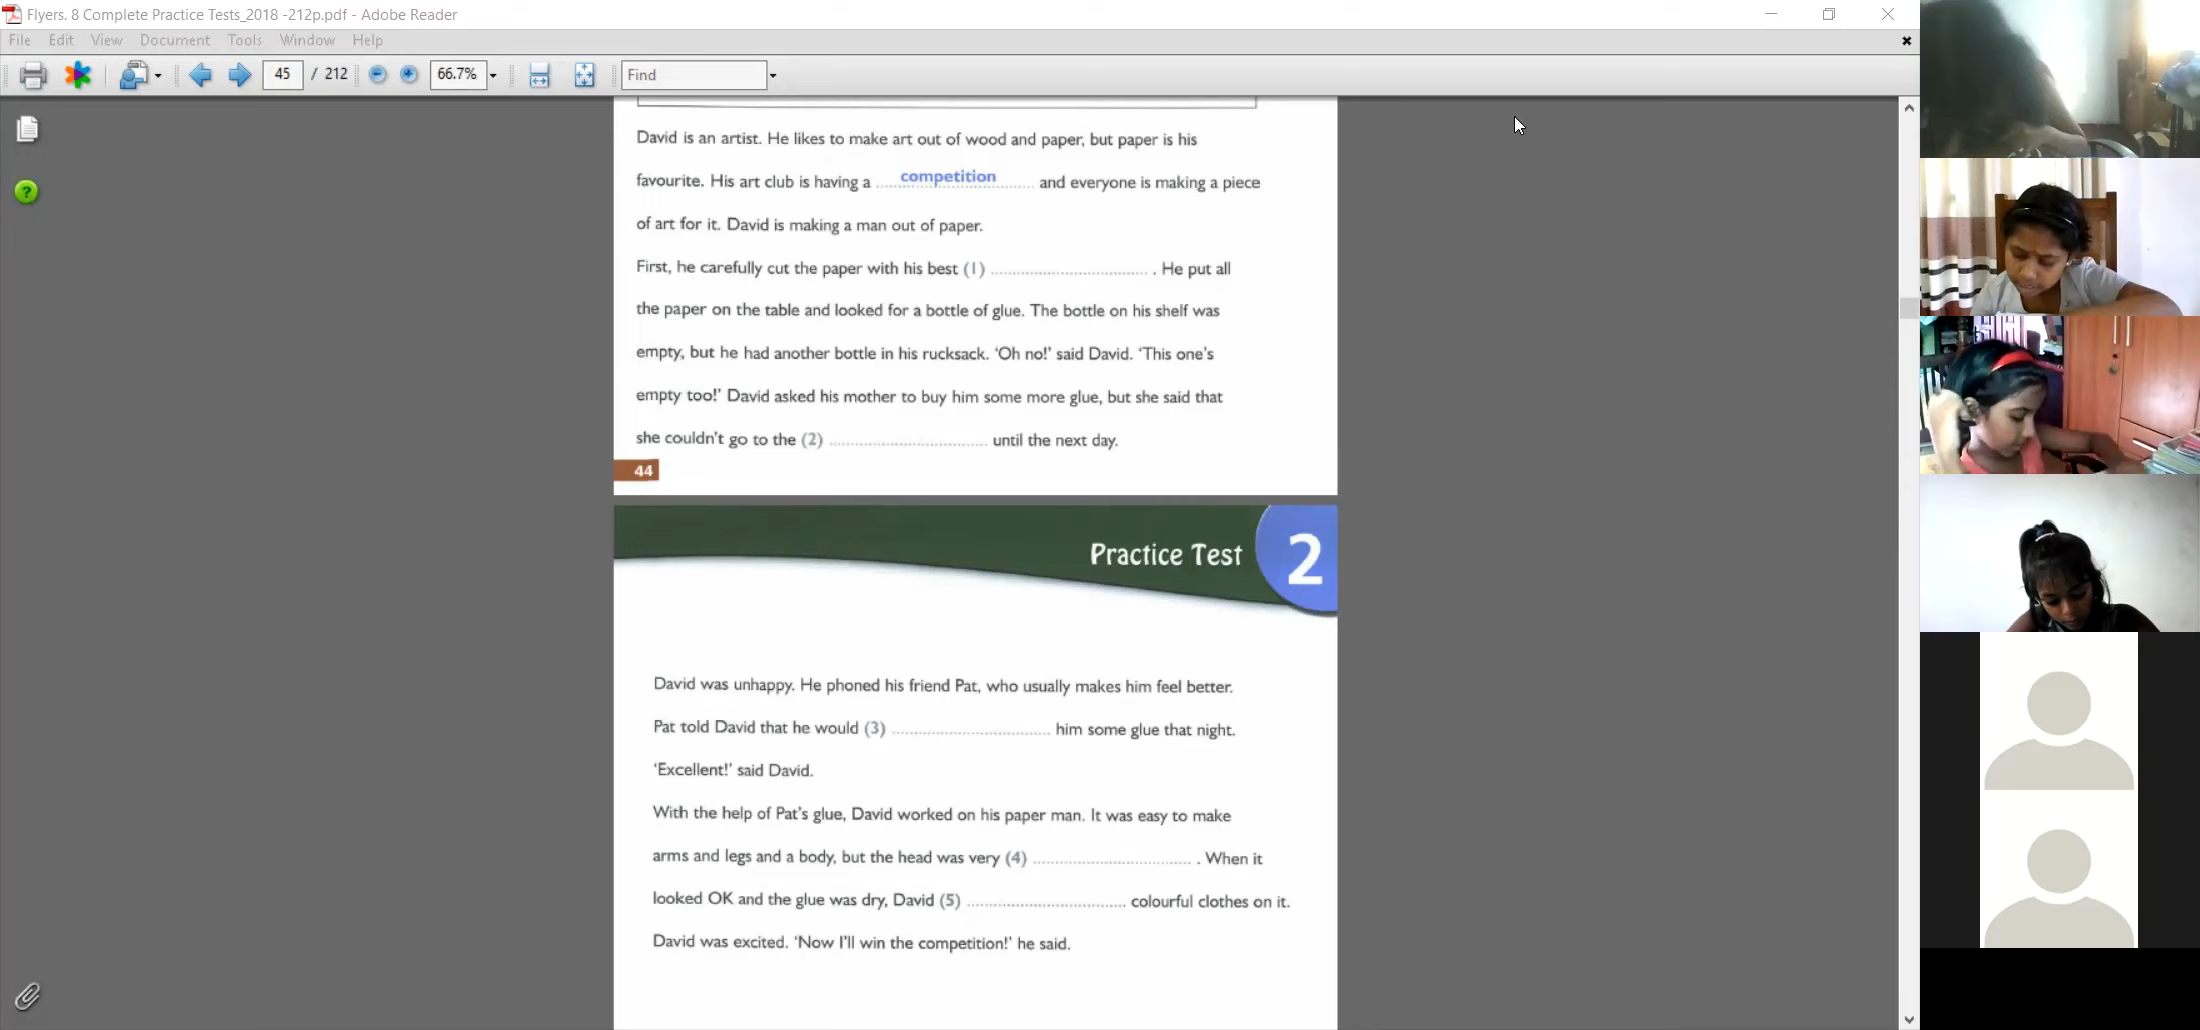 Flyers. 8 Complete Practice Tests_2018 -212p.pdf - Adobe Reader
File Edit View Document Tools Window Help
45 / 212 66.7% Find
David is an artist. He likes to make art out of wood and paper, but paper is his
favourite. His art club is having a competition and everyone is making a piece
of art for it. David is making a man out of paper.
First, he carefully cut the paper with his best (1) ................................ . He put all
the paper on the table and looked for a bottle of glue. The bottle on his shelf was
empty, but he had another bottle in his rucksack. ‘Oh no!’ said David. ‘This one’s
empty too!’ David asked his mother to buy him some more glue, but she said that
she couldn’t go to the (2) ................................ until the next day.
44
Practice Test 2
David was unhappy. He phoned his friend Pat, who usually makes him feel better.
Pat told David that he would (3) ................................ him some glue that night.
‘Excellent!’ said David.
With the help of Pat’s glue, David worked on his paper man. It was easy to make
arms and legs and a body, but the head was very (4) ................................ . When it
looked OK and the glue was dry, David (5) ................................ colourful clothes on it.
David was excited. ‘Now I’ll win the competition!’ he said.